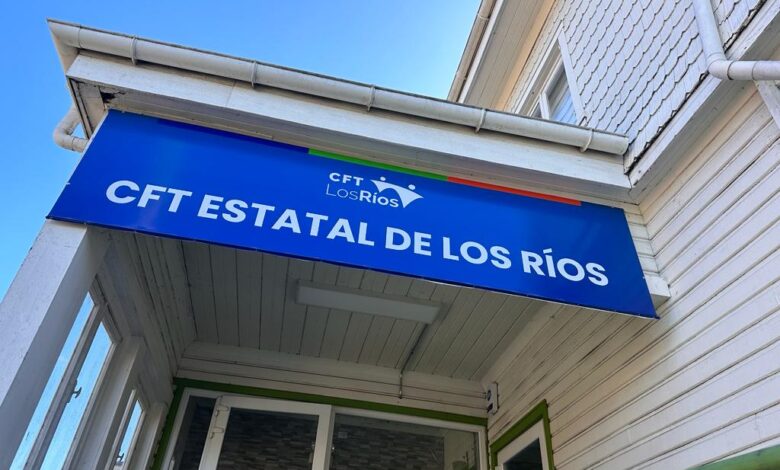 CFT
LosRíos
CFT ESTATAL DE LOS RÍOS